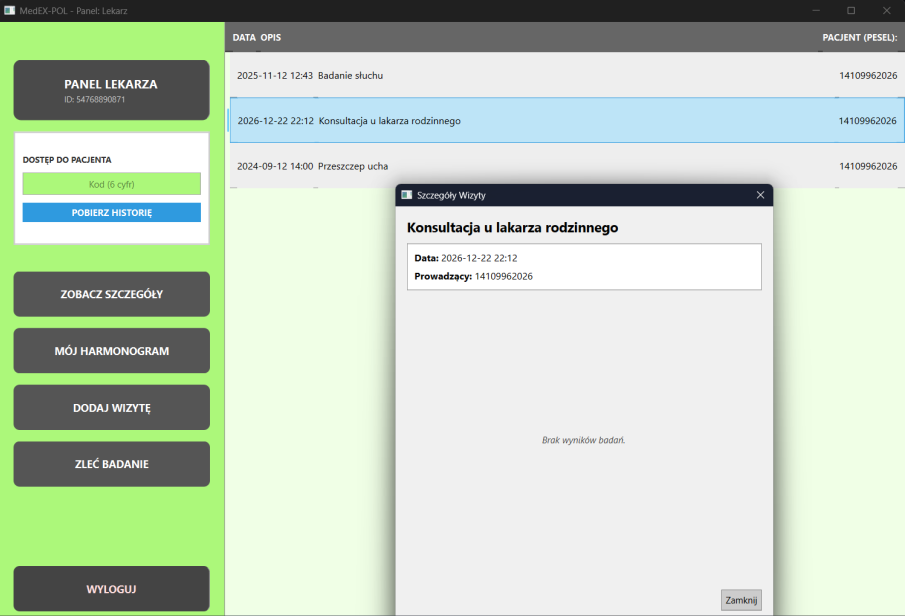 MedEX-POL - Panel: Lekarz
PANEL LEKARZA
ID: 54768890871
DOSTĘP DO PACJENTA
Kod (6 cyfr)
POBIERZ HISTORIĘ
ZOBACZ SZCZEGÓŁY
MÓJ HARMONOGRAM
DODAJ WIZYTĘ
ZLEĆ BADANIE
WYLOGUJ
DATA OPIS PACJENT (PESEL):
2025-11-12 12:43 Badanie słuchu 14109962026
2026-12-22 22:12 Konsultacja u lakarza rodzinnego 14109962026
2024-09-12 14:00 Przeszczep ucha 14109962026
Szczegóły Wizyty
Konsultacja u lakarza rodzinnego
Data: 2026-12-22 22:12
Prowadzący: 14109962026
Brak wyników badań.
Zamknij